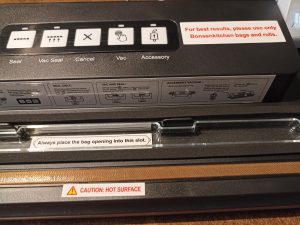 For best results, please use only
Bonsenkitchen bags and rolls.
Seal
Vac Seal
Cancel
Vac
Accessory
Always place the bag opening into this slot.
CAUTION: HOT SURFACE